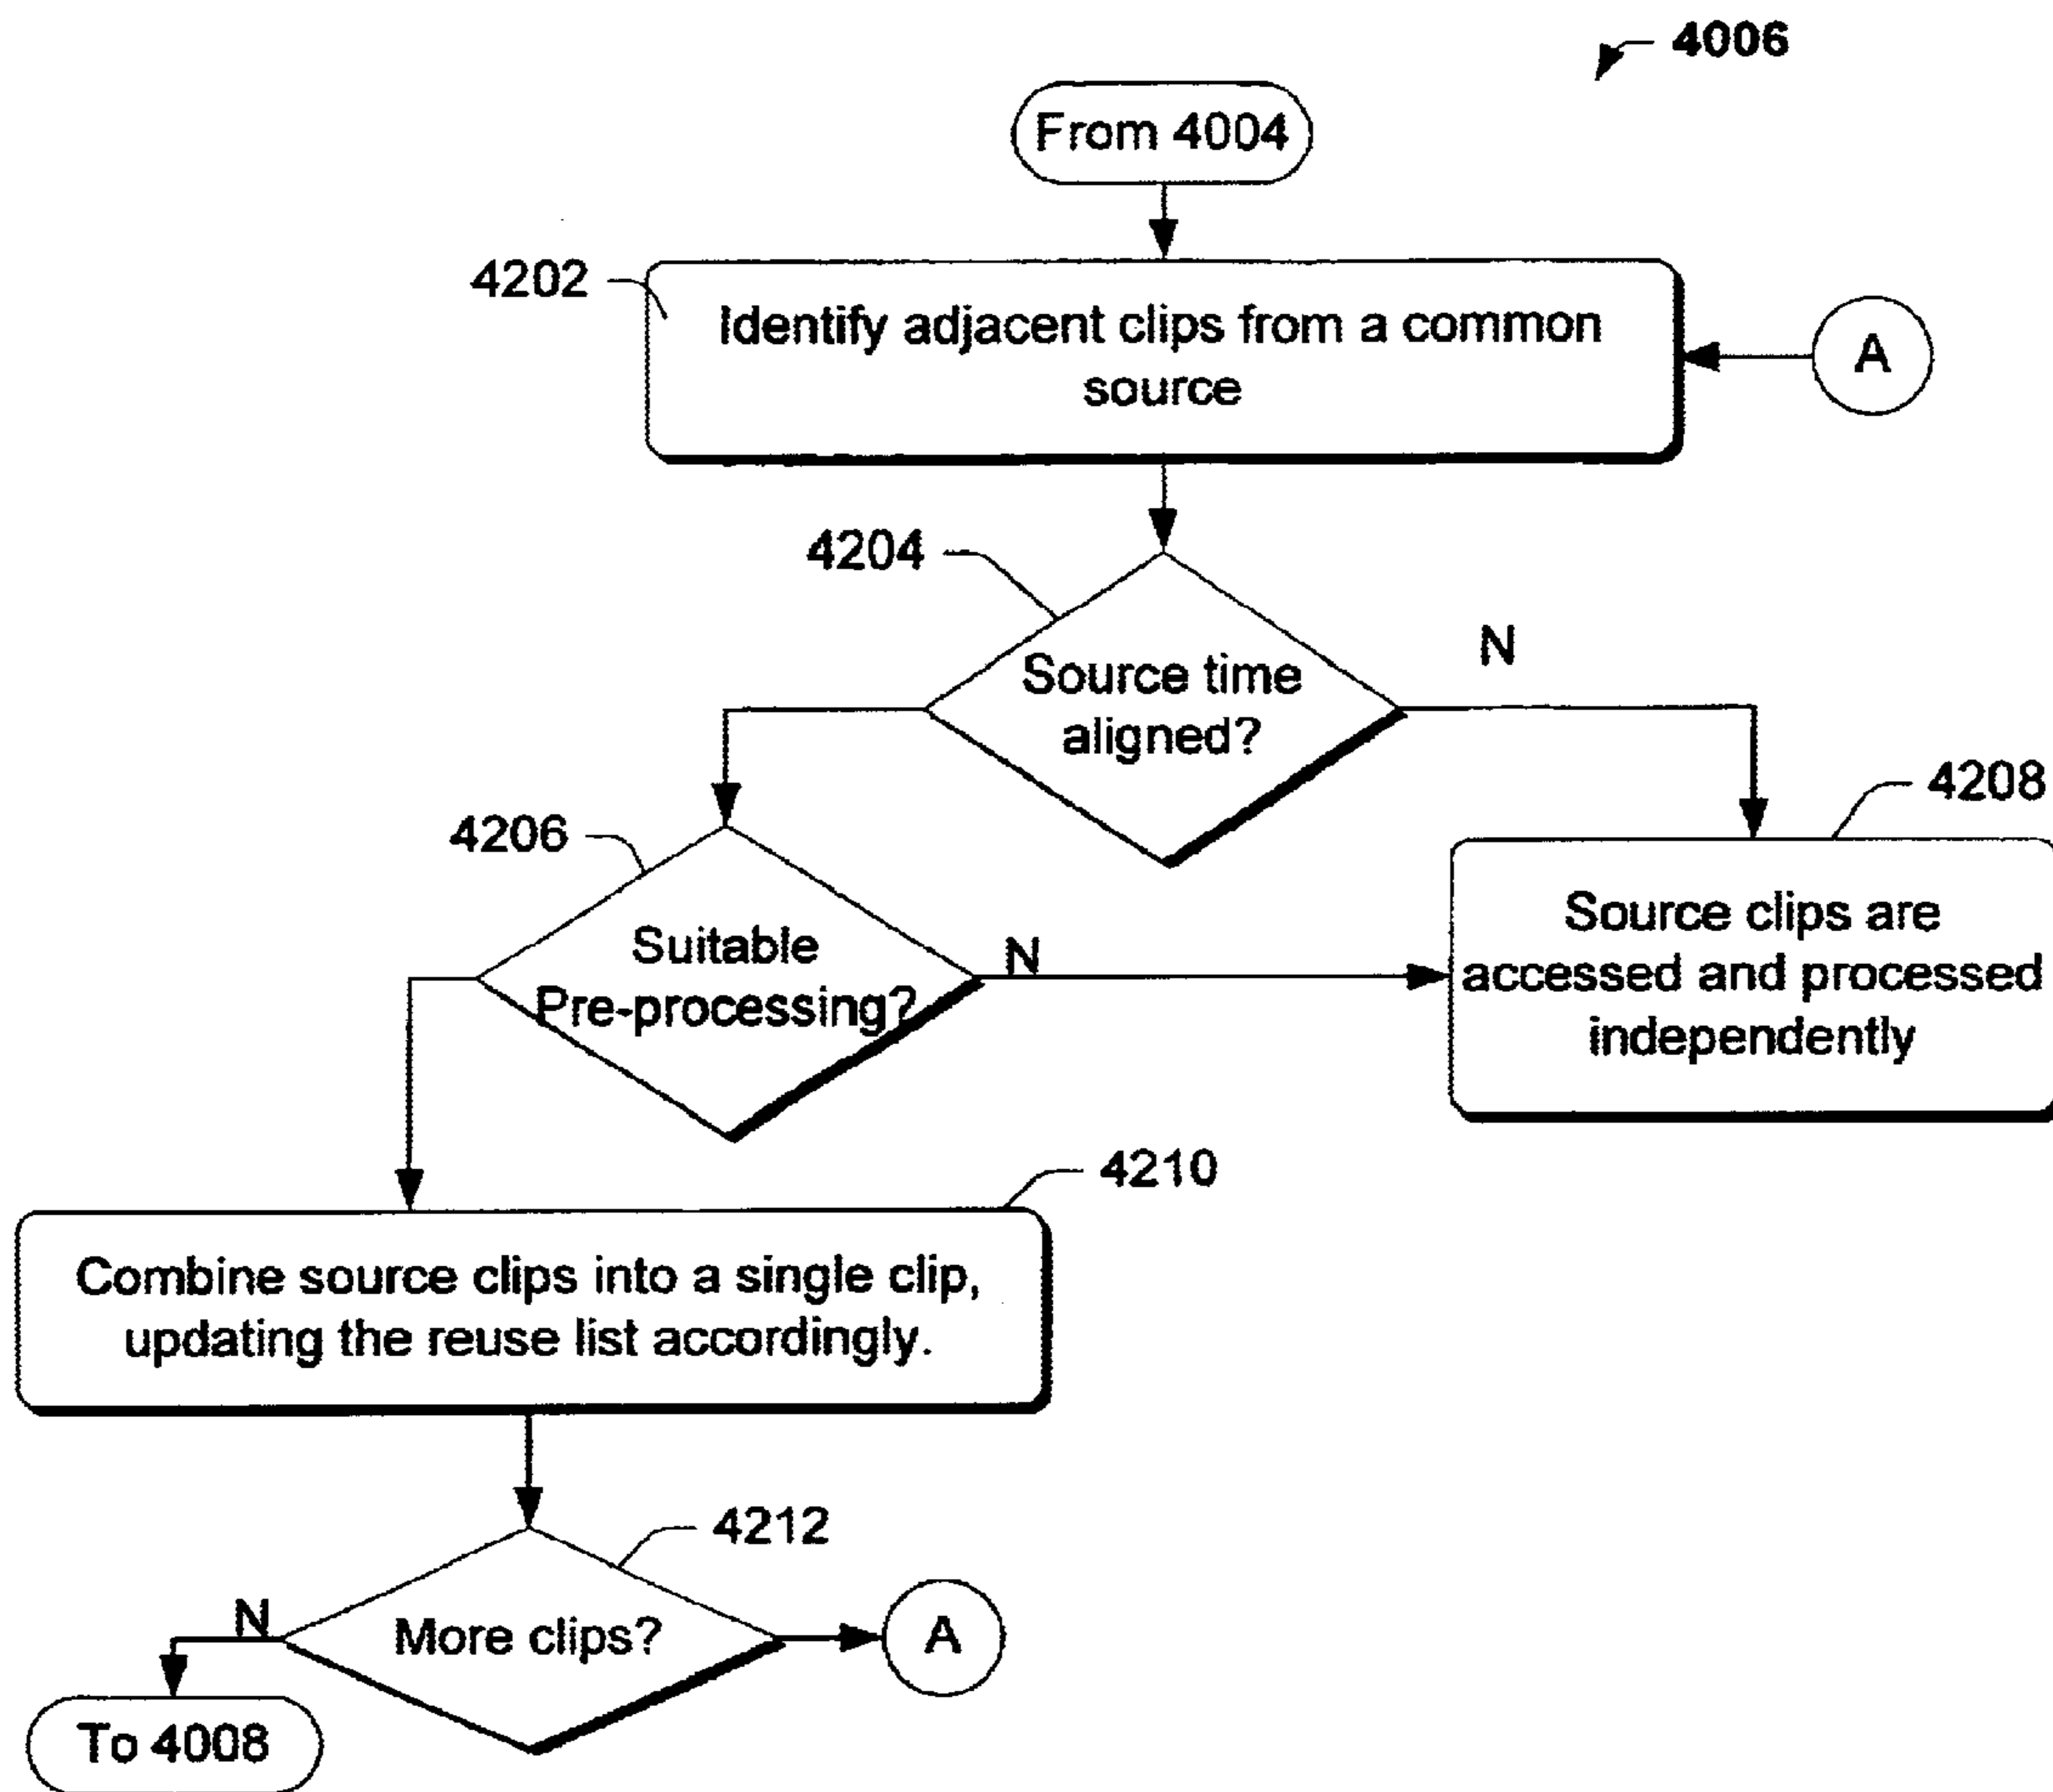 4006
From 4004
4202
Identify adjacent clips from a common
source
A
4204
Source time
aligned?
N
4206
Suitable
Pre-processing?
N
4208
Source clips are
accessed and processed
independently
4210
Combine source clips into a single clip,
updating the reuse list accordingly.
4212
More clips?
N
A
To 4008